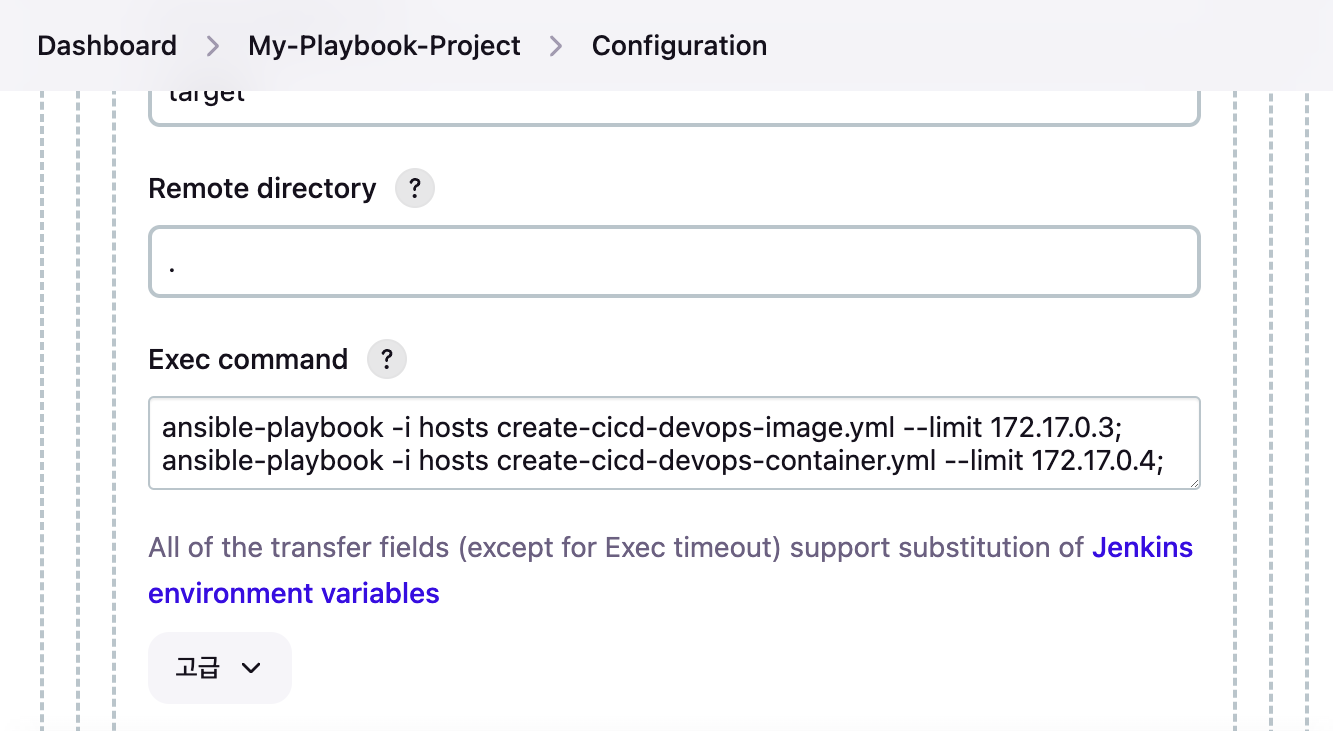 Dashboard > My-Playbook-Project > Configuration
target
Remote directory ?
.
Exec command ?
ansible-playbook -i hosts create-cicd-devops-image.yml --limit 172.17.0.3;
ansible-playbook -i hosts create-cicd-devops-container.yml --limit 172.17.0.4;
All of the transfer fields (except for Exec timeout) support substitution of Jenkins
environment variables
고급